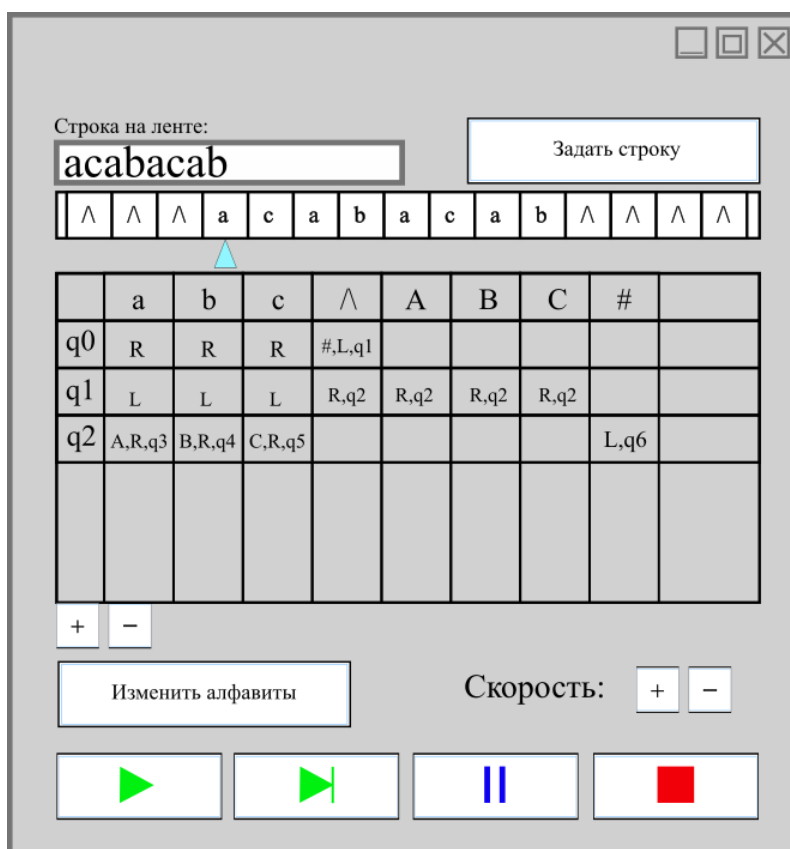 Строка на ленте:
acabacab
Задать строку
/\ /\ /\ a c a b a c a b /\ /\ /\ /\
a b c /\ A B C #
q0 R R R #,L,q1
q1 L L L R,q2 R,q2 R,q2 R,q2
q2 A,R,q3 B,R,q4 C,R,q5 L,q6
+ −
Изменить алфавиты
Скорость: + −